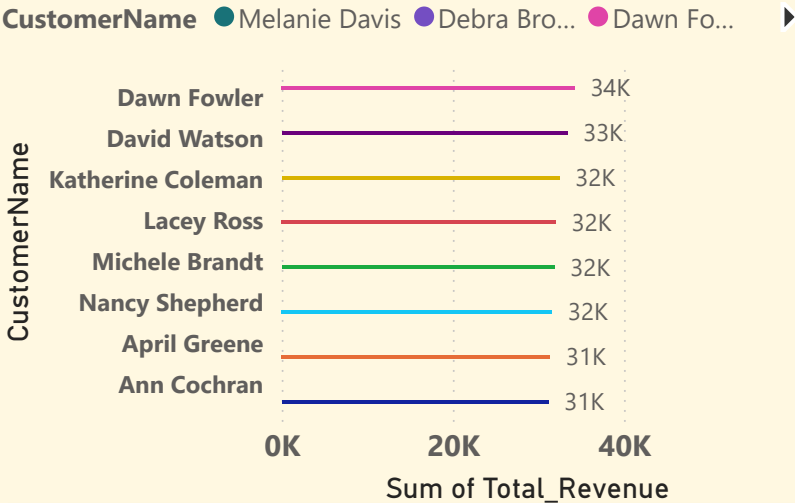 CustomerName Melanie Davis Debra Bro... Dawn Fo...
CustomerName
Dawn Fowler 34K
David Watson 33K
Katherine Coleman 32K
Lacey Ross 32K
Michele Brandt 32K
Nancy Shepherd 32K
April Greene 31K
Ann Cochran 31K
0K 20K 40K
Sum of Total_Revenue